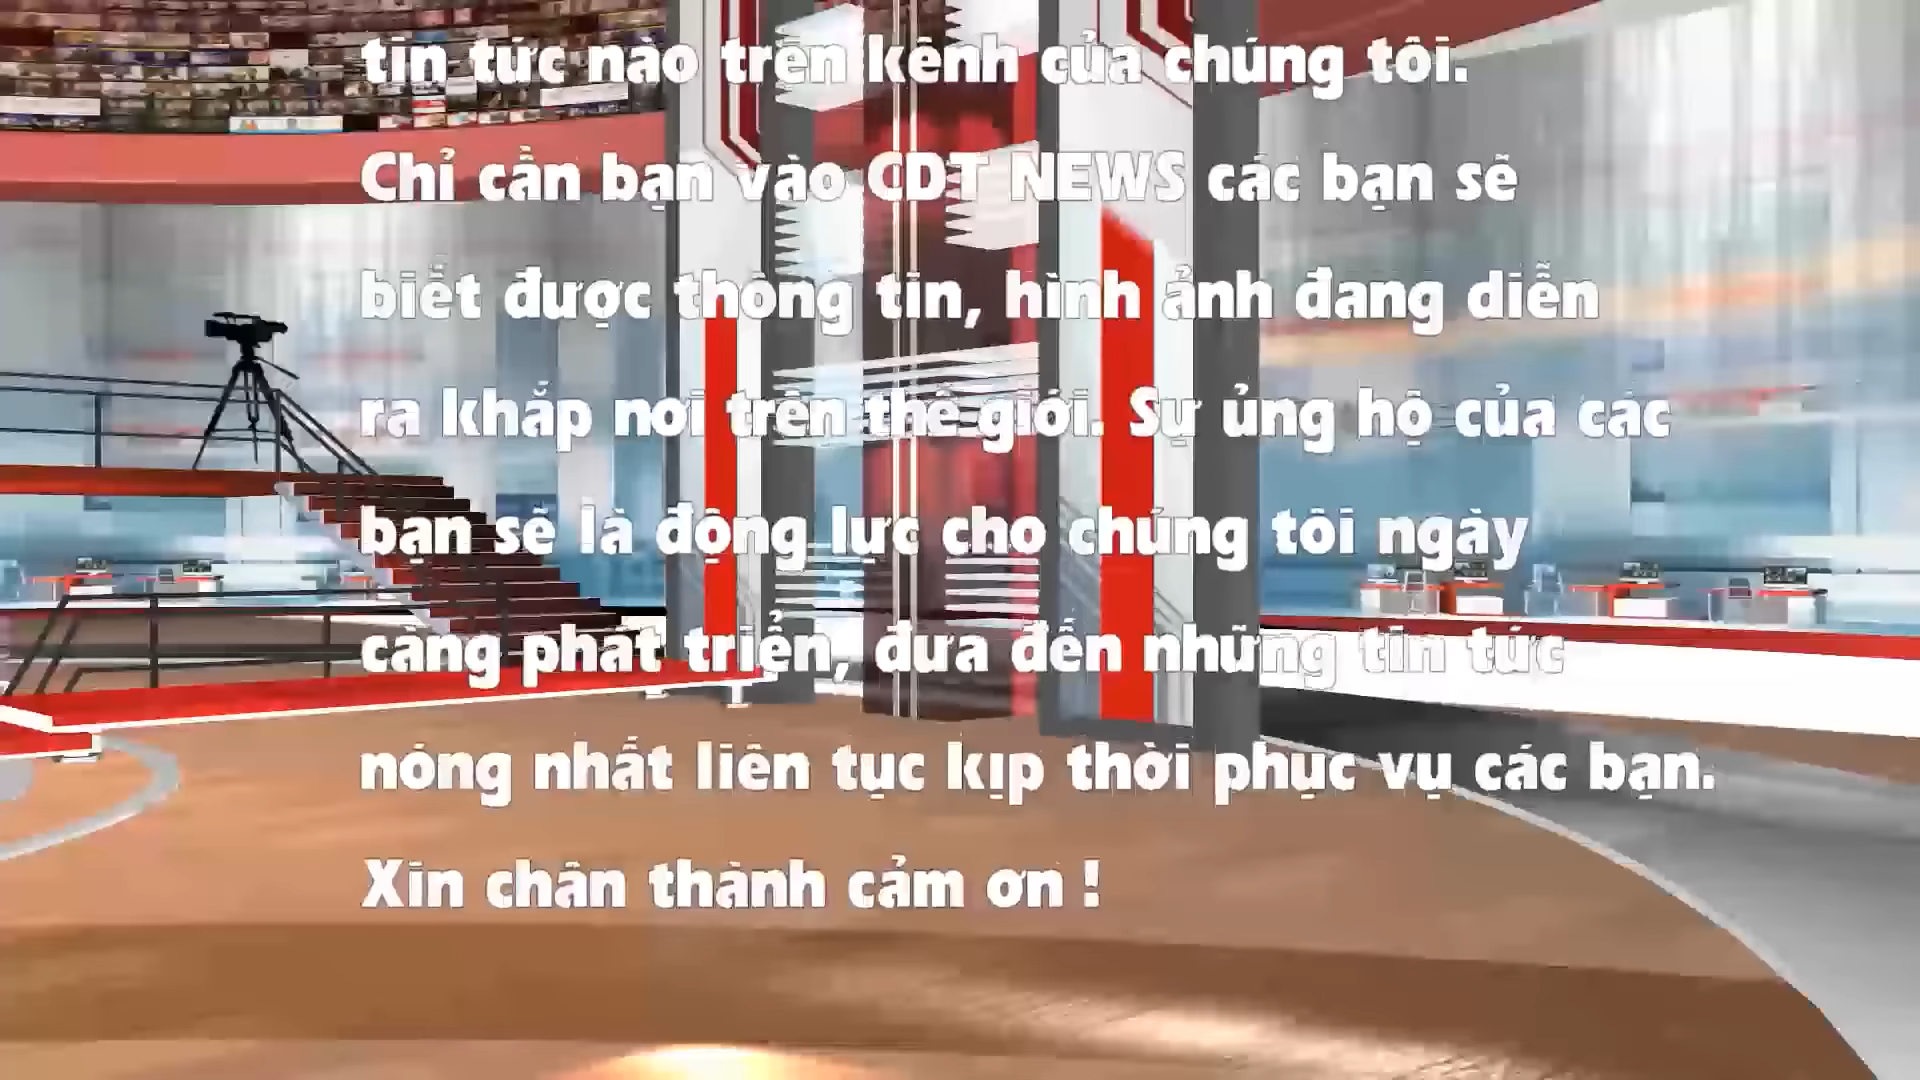 tin tức nào trên kênh của chúng tôi.
Chỉ cần bạn vào CDT NEWS các bạn sẽ
biết được thông tin, hình ảnh đang diễn
ra khắp nơi trên thế giới. Sự ủng hộ của các
bạn sẽ là động lực cho chúng tôi ngày
càng phát triển, đưa đến những tin tức
nóng nhất liên tục kịp thời phục vụ các bạn.
Xin chân thành cảm ơn !